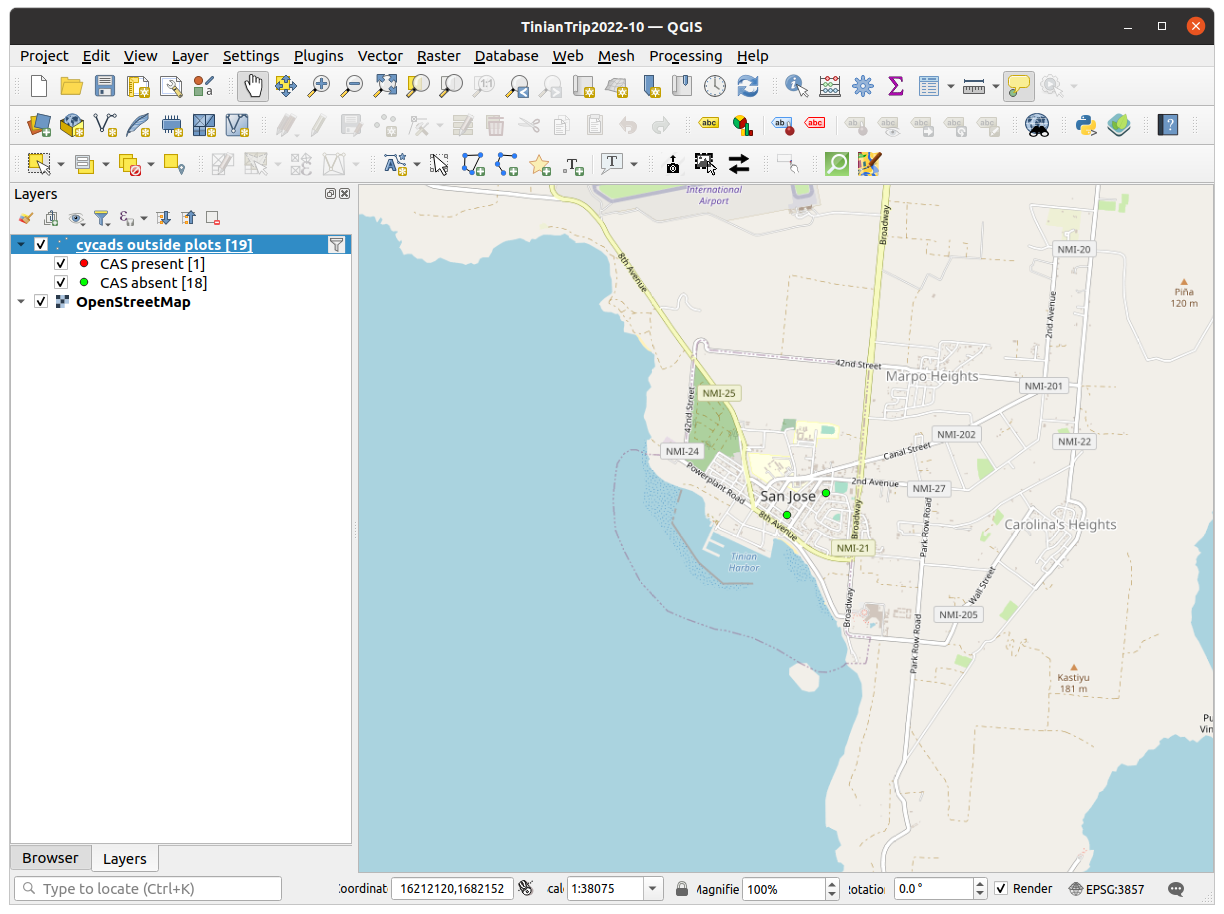 TinianTrip2022-10 — QGIS
Project Edit View Layer Settings Plugins Vector Raster Database Web Mesh Processing Help
Layers
cycads outside plots [19]
CAS present [1]
CAS absent [18]
OpenStreetMap
International
Airport
Broadway
8th Avenue
NMI-20
2nd Avenue
Piña
120 m
42nd Street
Marpo Heights
NMI-201
NMI-25
42nd Street
NMI-202
NMI-22
NMI-24
Canal Street
Powerplant Road
2nd Avenue
NMI-27
San Jose
8th Avenue
Broadway
Park Row Road
Carolina's Heights
NMI-21
Tinian
Harbor
Wall Street
Broadway
NMI-205
Park Row Road
Kastiyu
181 m
Pu
Vin
Browser Layers
Type to locate (Ctrl+K)
oordinat 16212120,1682152 cal 1:38075 Magnifie 100% otatio 0.0 ° Render EPSG:3857